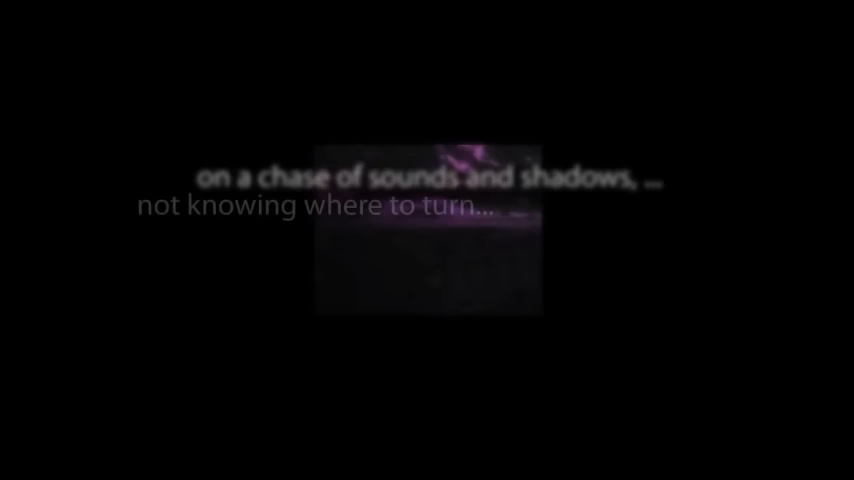 on a chase of sounds and shadows, ...
not knowing where to turn...